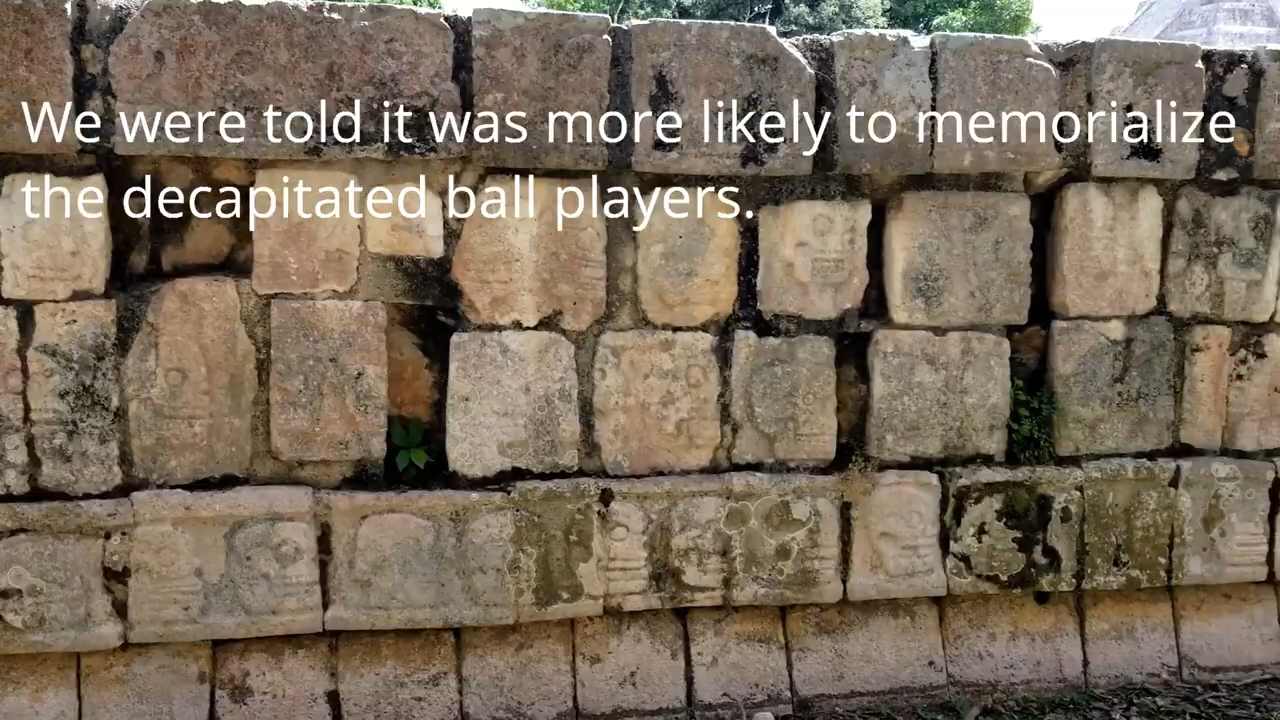 We were told it was more likely to memorialize
the decapitated ball players.